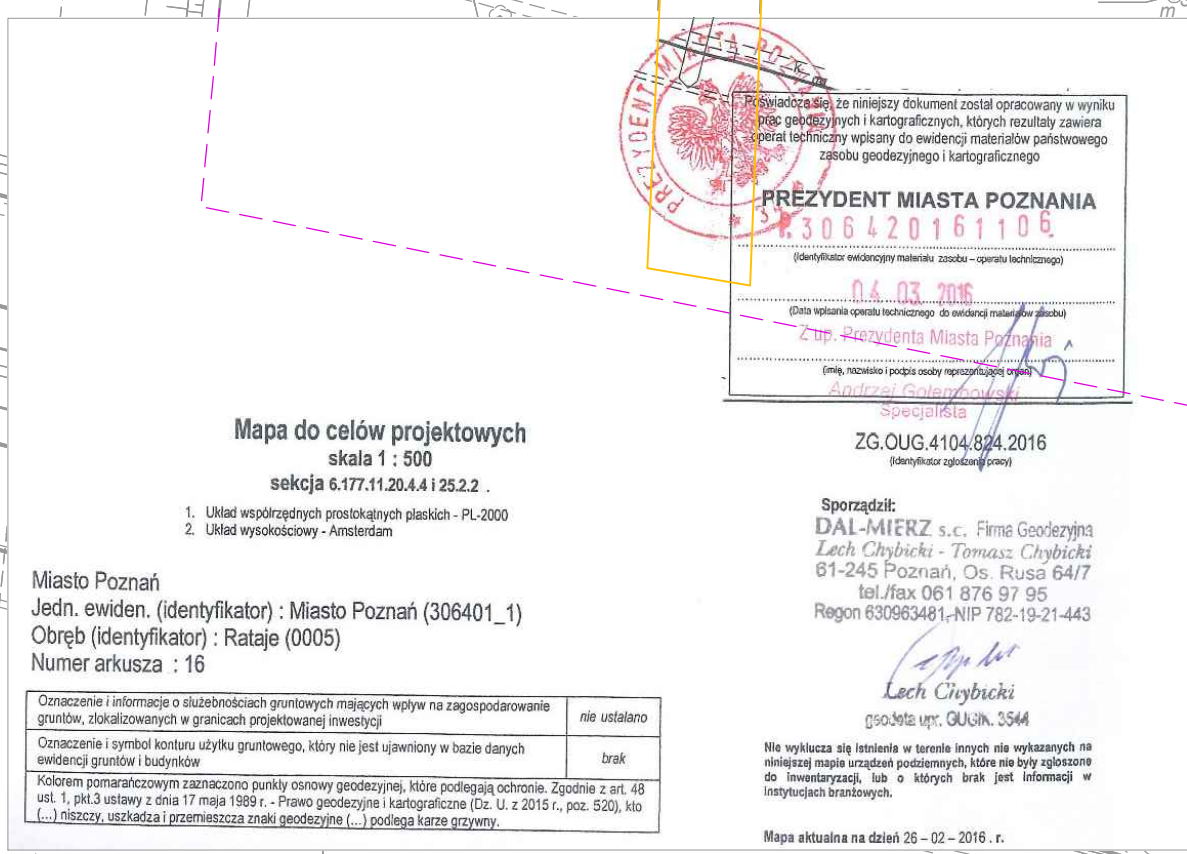 PREZYDENT MIASTA POZNANIA
Poświadcza się, że niniejszy dokument został opracowany w wyniku
prac geodezyjnych i kartograficznych, których rezultaty zawiera
operat techniczny wpisany do ewidencji materiałów państwowego
zasobu geodezyjnego i kartograficznego
PREZYDENT MIASTA POZNANIA
P.306420161106
(Identyfikator ewidencyjny materiału zasobu – operatu technicznego)
04. 03. 2016
(Data wpisania operatu technicznego do ewidencji materiałów zasobu)
Z up. Prezydenta Miasta Poznania
(imię, nazwisko i podpis osoby reprezentującej organ)
Andrzej Gołembowski
Specjalista
ZG.OUG.4104.824.2016
(identyfikator zgłoszenia pracy)
Mapa do celów projektowych
skala 1 : 500
sekcja 6.177.11.20.4.4 i 25.2.2 .
1. Układ współrzędnych prostokątnych płaskich - PL-2000
2. Układ wysokościowy - Amsterdam
Miasto Poznań
Jedn. ewiden. (identyfikator) : Miasto Poznań (306401_1)
Obręb (identyfikator) : Rataje (0005)
Numer arkusza : 16
Oznaczenie i informacje o służebnościach gruntowych mających wpływ na zagospodarowanie
gruntów, zlokalizowanych w granicach projektowanej inwestycji
nie ustalano
Oznaczenie i symbol konturu użytku gruntowego, który nie jest ujawniony w bazie danych
ewidencji gruntów i budynków
brak
Kolorem pomarańczowym zaznaczono punkty osnowy geodezyjnej, które podlegają ochronie. Zgodnie z art. 48
ust. 1, pkt.3 ustawy z dnia 17 maja 1989 r. - Prawo geodezyjne i kartograficzne (Dz. U. z 2015 r., poz. 520), kto
(...) niszczy, uszkadza i przemieszcza znaki geodezyjne (...) podlega karze grzywny.
Sporządził:
DAL-MIERZ s.c. Firma Geodezyjna
Lech Chybicki - Tomasz Chybicki
61-245 Poznań, Os. Rusa 64/7
tel./fax 061 876 97 95
Regon 630963481, NIP 782-19-21-443
Lech Chybicki
geodeta upr. GUGiK. 3544
Nie wyklucza się istnienia w terenie innych nie wykazanych na
niniejszej mapie urządzeń podziemnych, które nie były zgłoszone
do inwentaryzacji, lub o których brak jest informacji w
instytucjach branżowych.
Mapa aktualna na dzień 26 – 02 – 2016 . r.